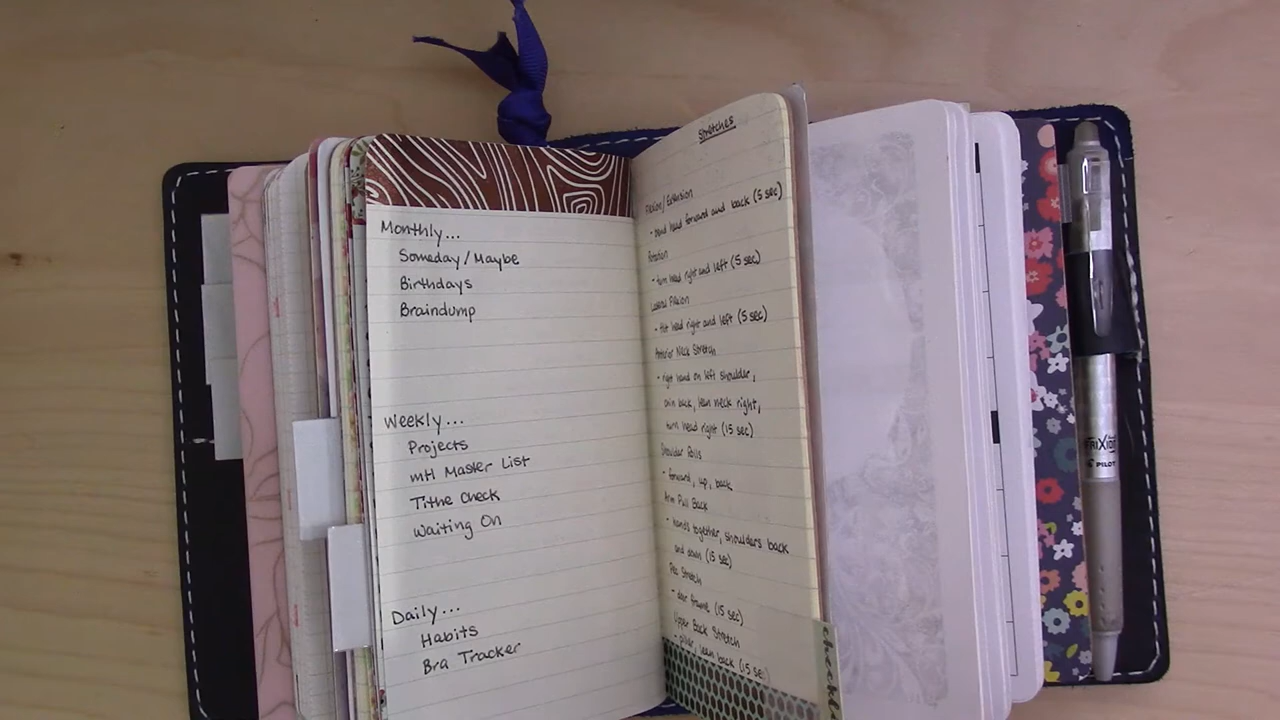 Monthly...
Someday/Maybe
Birthdays
Braindump
Weekly...
Projects
mH Master List
Tithe Check
Waiting On
Daily...
Habits
Bra Tracker
Stretches
Flexion/Extension
- bend head forward and back (5 sec)
Rotation
- turn head right and left (5 sec)
Lateral Flexion
- tilt head right and left (5 sec)
Anterior Neck Stretch
- right hand on left shoulder,
chin back, lean neck right,
turn head right (15 sec)
Shoulder Rolls
- forward, up, back
Arm Pull Back
- hands together, shoulders back
and down (15 sec)
Pec Stretch
- door frame (15 sec)
Upper Back Stretch
- pillar, lean back (15 sec)
FRiXion
PILOT